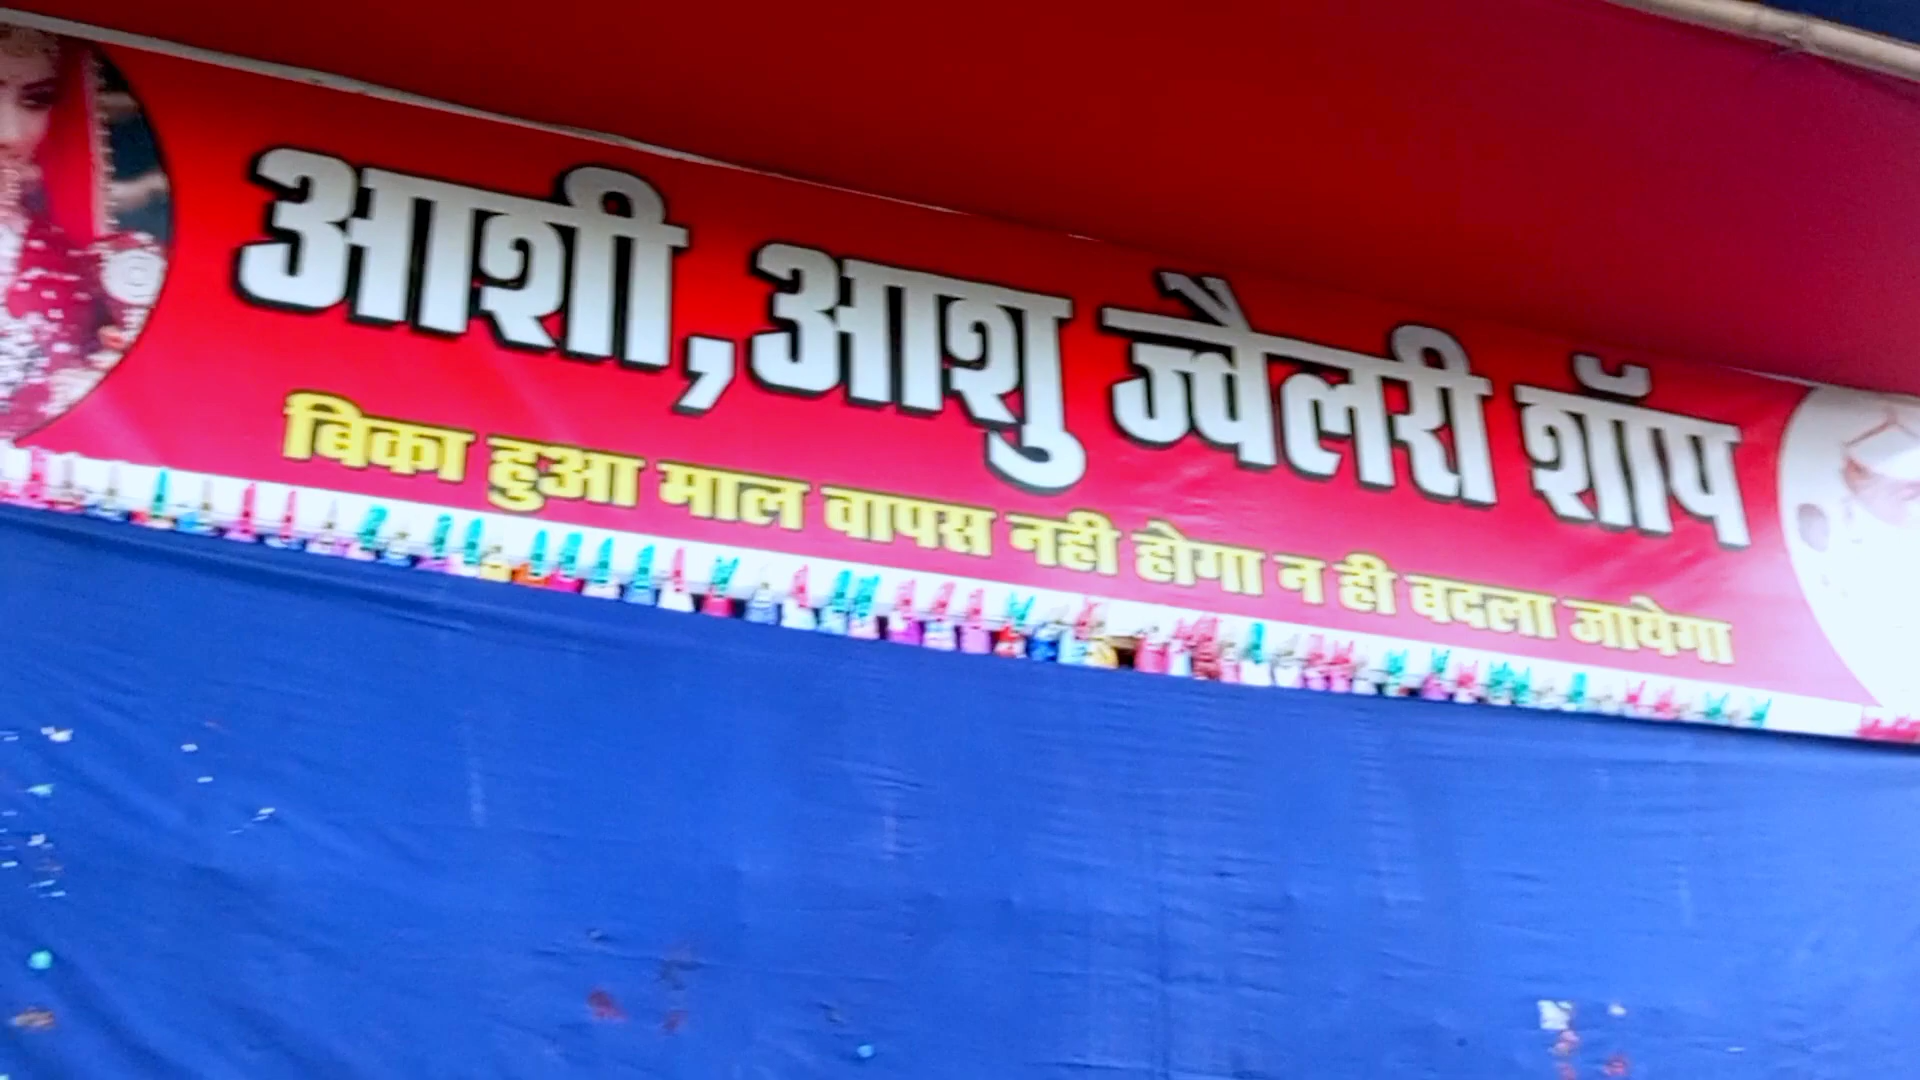 आशी,आशु ज्वैलरी शॉप
बिका हुआ माल वापस नही होगा न ही बदला जायेगा